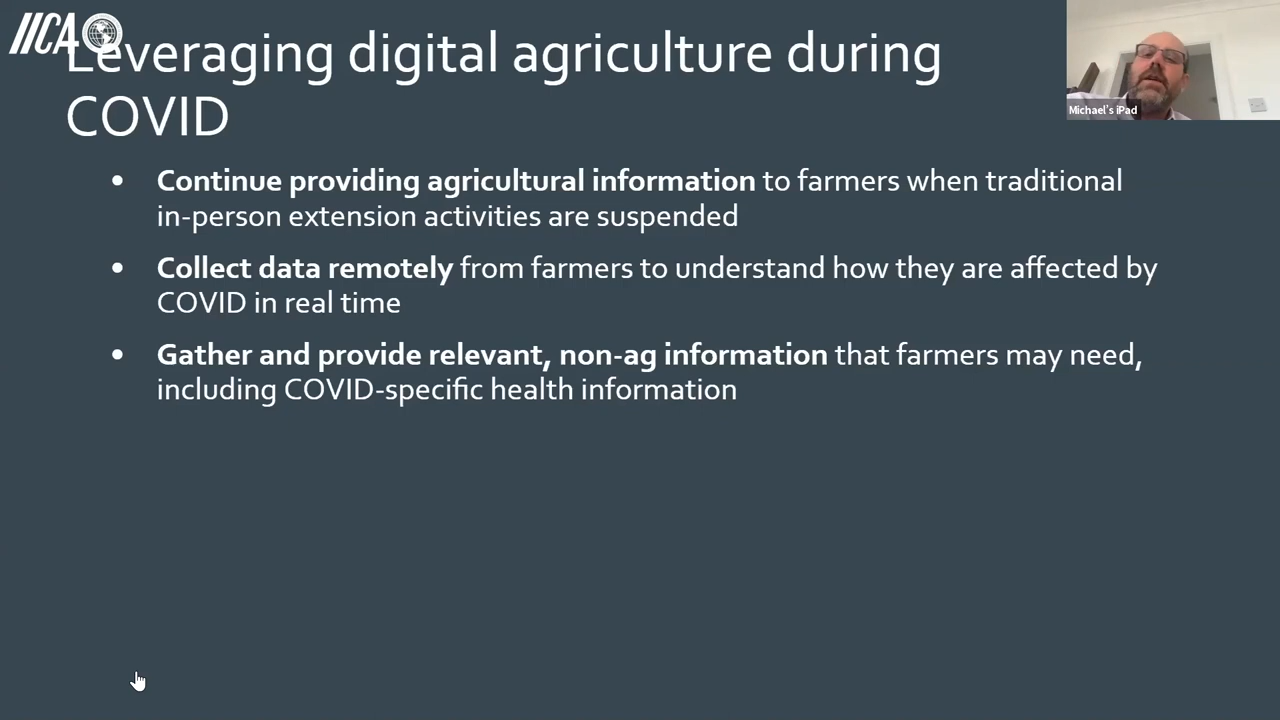 IICA
Leveraging digital agriculture during
COVID
Michael's iPad
• Continue providing agricultural information to farmers when traditional
in-person extension activities are suspended
• Collect data remotely from farmers to understand how they are affected by
COVID in real time
• Gather and provide relevant, non-ag information that farmers may need,
including COVID-specific health information